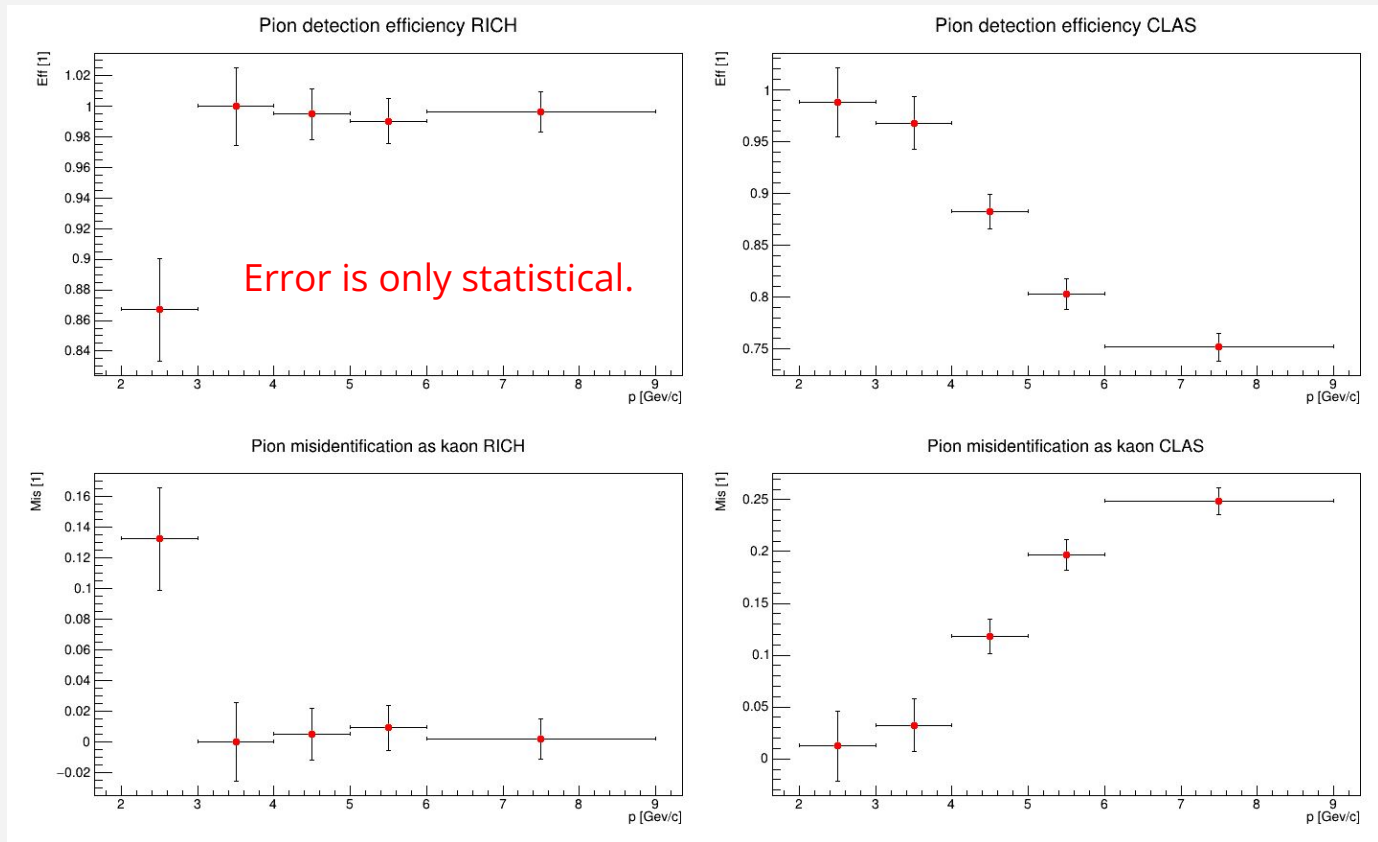 Pion detection efficiency RICH
Eff [1]
1.02
1
0.98
0.96
0.94
0.92
0.9
0.88
0.86
0.84
Error is only statistical.
2 3 4 5 6 7 8 9
p [Gev/c]
Pion detection efficiency CLAS
Eff [1]
1
0.95
0.9
0.85
0.8
0.75
2 3 4 5 6 7 8 9
p [Gev/c]
Pion misidentification as kaon RICH
Mis [1]
0.16
0.14
0.12
0.1
0.08
0.06
0.04
0.02
0
−0.02
2 3 4 5 6 7 8 9
p [Gev/c]
Pion misidentification as kaon CLAS
Mis [1]
0.25
0.2
0.15
0.1
0.05
0
2 3 4 5 6 7 8 9
p [Gev/c]